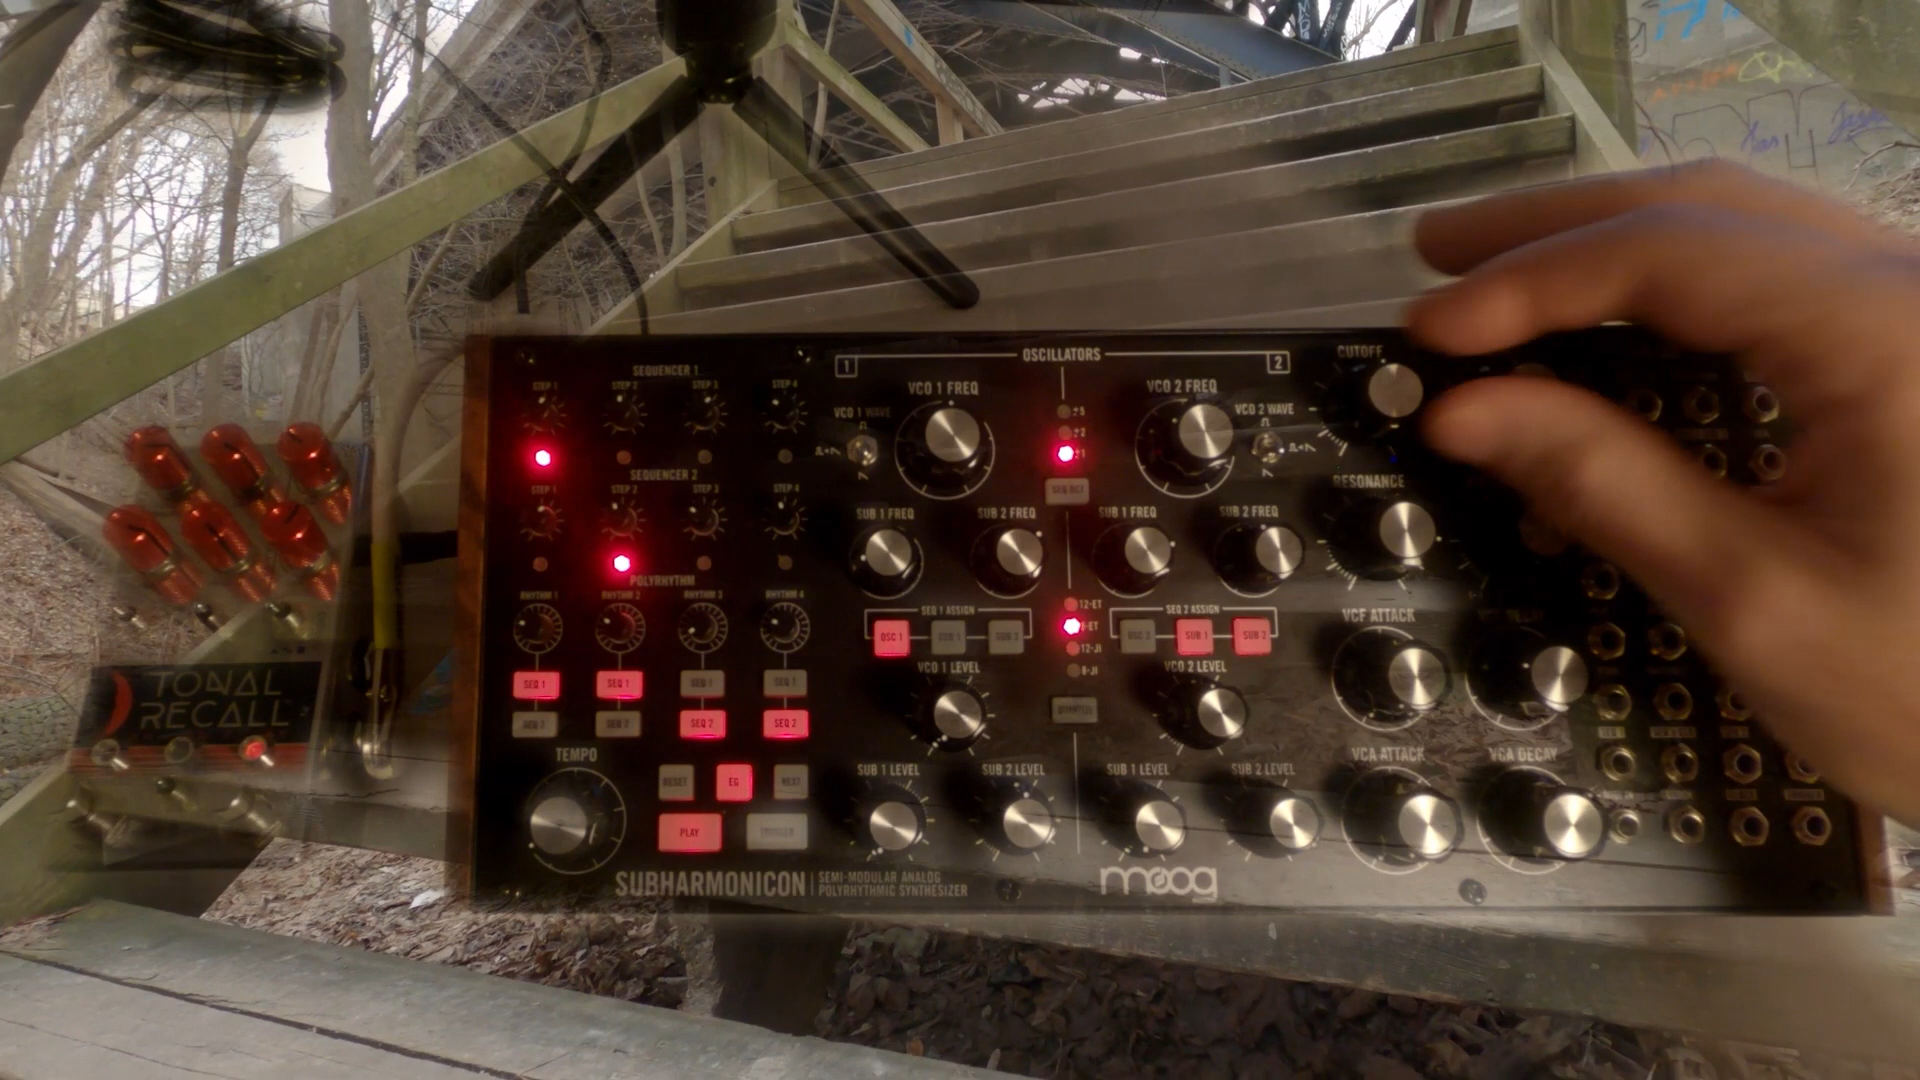 OSCILLATORS
1
2
SEQUENCER 1
STEP 1
STEP 2
STEP 3
STEP 4
VCO 1 FREQ
VCO 2 FREQ
CUTOFF
VCO 1 WAVE
VCO 2 WAVE
SEQUENCER 2
STEP 1
STEP 2
STEP 3
STEP 4
RESONANCE
SUB 1 FREQ
SUB 2 FREQ
SUB 1 FREQ
SUB 2 FREQ
POLYRHYTHM
RHYTHM 1
RHYTHM 2
RHYTHM 3
RHYTHM 4
SEQ 1 ASSIGN
12-ET
8-ET
12-JI
8-JI
SEQ 2 ASSIGN
OSC 1
SUB 1
SUB 2
OSC 2
SUB 1
SUB 2
VCF ATTACK
SEQ 1
SEQ 1
SEQ 1
SEQ 1
VCO 1 LEVEL
VCO 2 LEVEL
SEQ 2
SEQ 2
SEQ 2
SEQ 2
TONAL
RECALL
TEMPO
RESET
EG
NEXT
SUB 1 LEVEL
SUB 2 LEVEL
SUB 1 LEVEL
SUB 2 LEVEL
VCA ATTACK
VCA DECAY
PLAY
TRIGGER
SUBHARMONICON
SEMI-MODULAR ANALOG
POLYRHYTHMIC SYNTHESIZER
moog